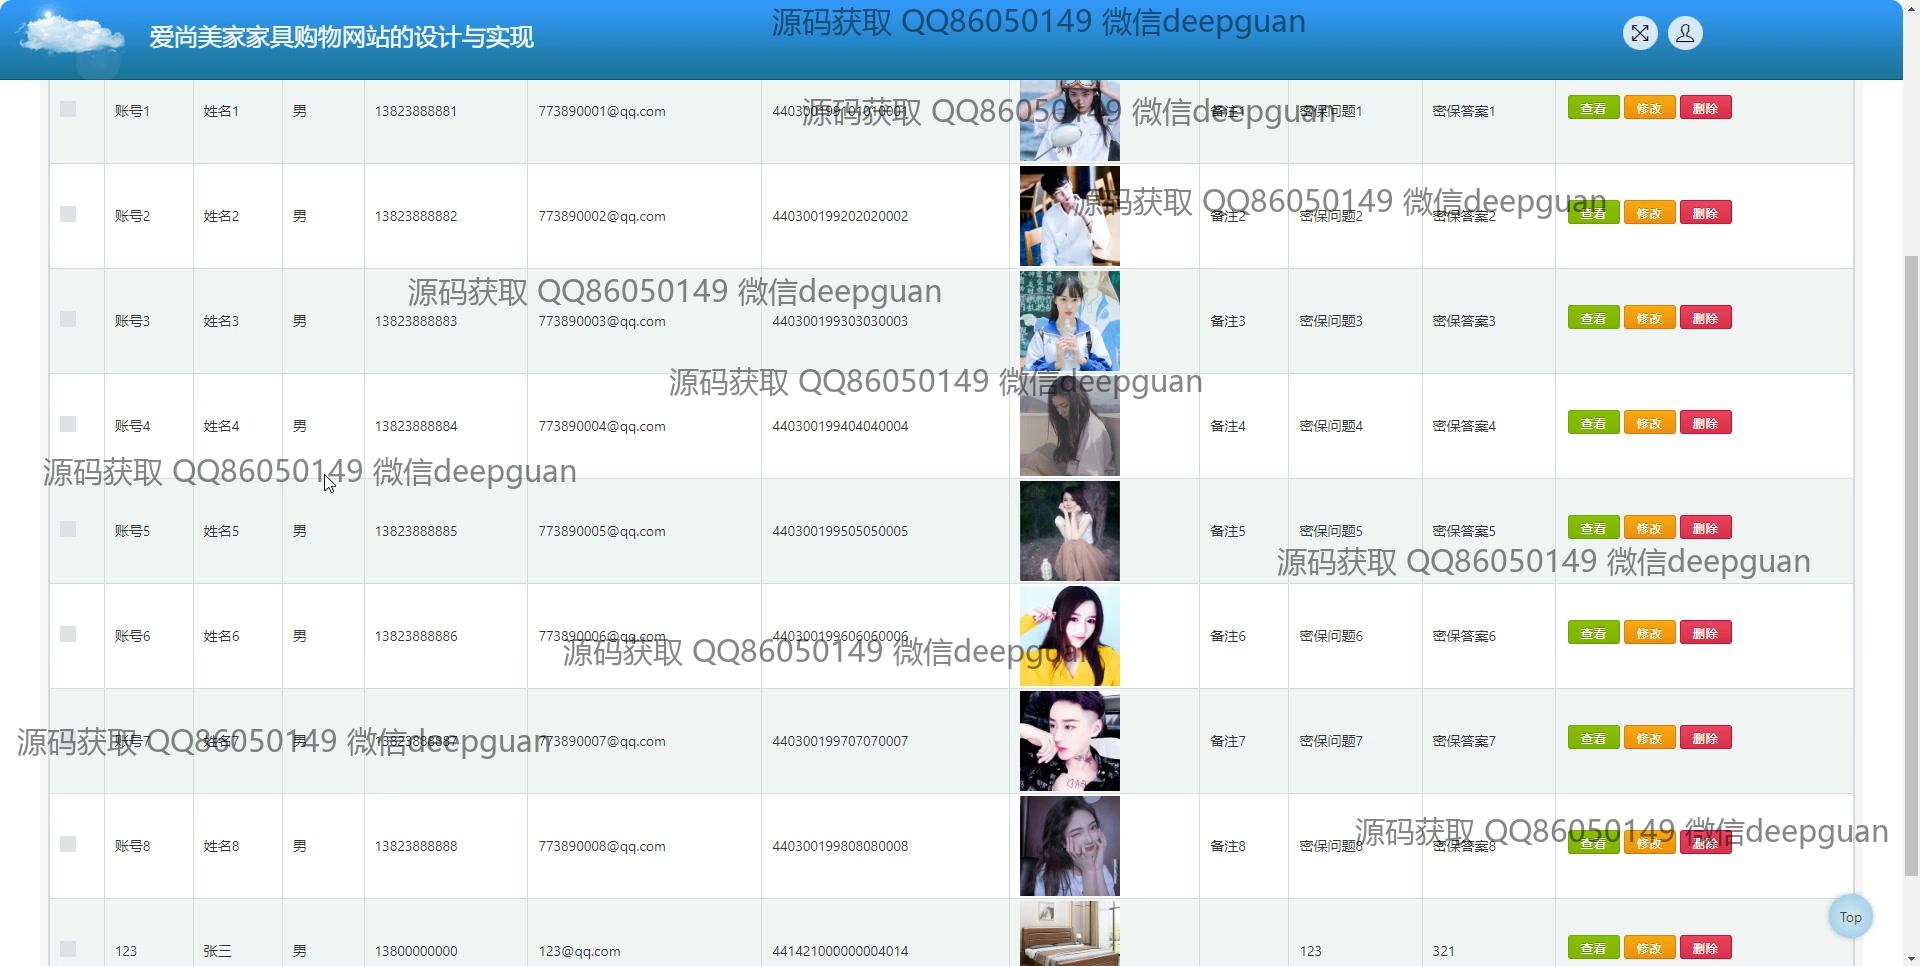 源码获取 QQ86050149 微信deepguan
爱尚美家家具购物网站的设计与实现
账号1 姓名1 男 13823888881 773890001@qq.com 440300199101010001 备注1 密保问题1 密保答案1 查看 修改 删除
源码获取 QQ86050149 微信deepguan
源码获取 QQ86050149 微信deepguan
账号2 姓名2 男 13823888882 773890002@qq.com 440300199202020002 备注2 密保问题2 密保答案2 查看 修改 删除
源码获取 QQ86050149 微信deepguan
账号3 姓名3 男 13823888883 773890003@qq.com 440300199303030003 备注3 密保问题3 密保答案3 查看 修改 删除
源码获取 QQ86050149 微信deepguan
账号4 姓名4 男 13823888884 773890004@qq.com 440300199404040004 备注4 密保问题4 密保答案4 查看 修改 删除
源码获取 QQ86050149 微信deepguan
账号5 姓名5 男 13823888885 773890005@qq.com 440300199505050005 备注5 密保问题5 密保答案5 查看 修改 删除
源码获取 QQ86050149 微信deepguan
账号6 姓名6 男 13823888886 773890006@qq.com 440300199606060006 备注6 密保问题6 密保答案6 查看 修改 删除
源码获取 QQ86050149 微信deepguan
账号7 姓名7 男 13823888887 773890007@qq.com 440300199707070007 备注7 密保问题7 密保答案7 查看 修改 删除
源码获取 QQ86050149 微信deepguan
源码获取 QQ86050149 微信deepguan
账号8 姓名8 男 13823888888 773890008@qq.com 440300199808080008 备注8 密保问题8 密保答案8 查看 修改 删除
Top
123 张三 男 13800000000 123@qq.com 441421000000004014 123 321 查看 修改 删除